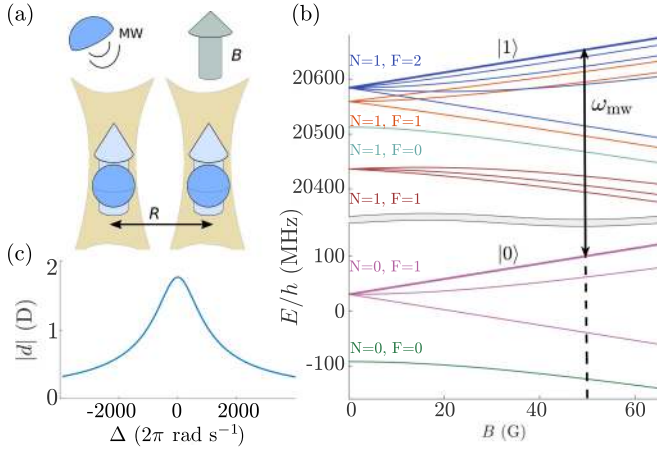 (a)
MW
B
R
(c)
2
1
0
|d| (D)
-2000
0
2000
Δ (2π rad s⁻¹)
(b)
N=1, F=2
|1⟩
20600
ω_mw
N=1, F=1
20500
N=1, F=0
20400
N=1, F=1
E/h (MHz)
100
|0⟩
N=0, F=1
0
N=0, F=0
-100
0
20
40
60
B (G)